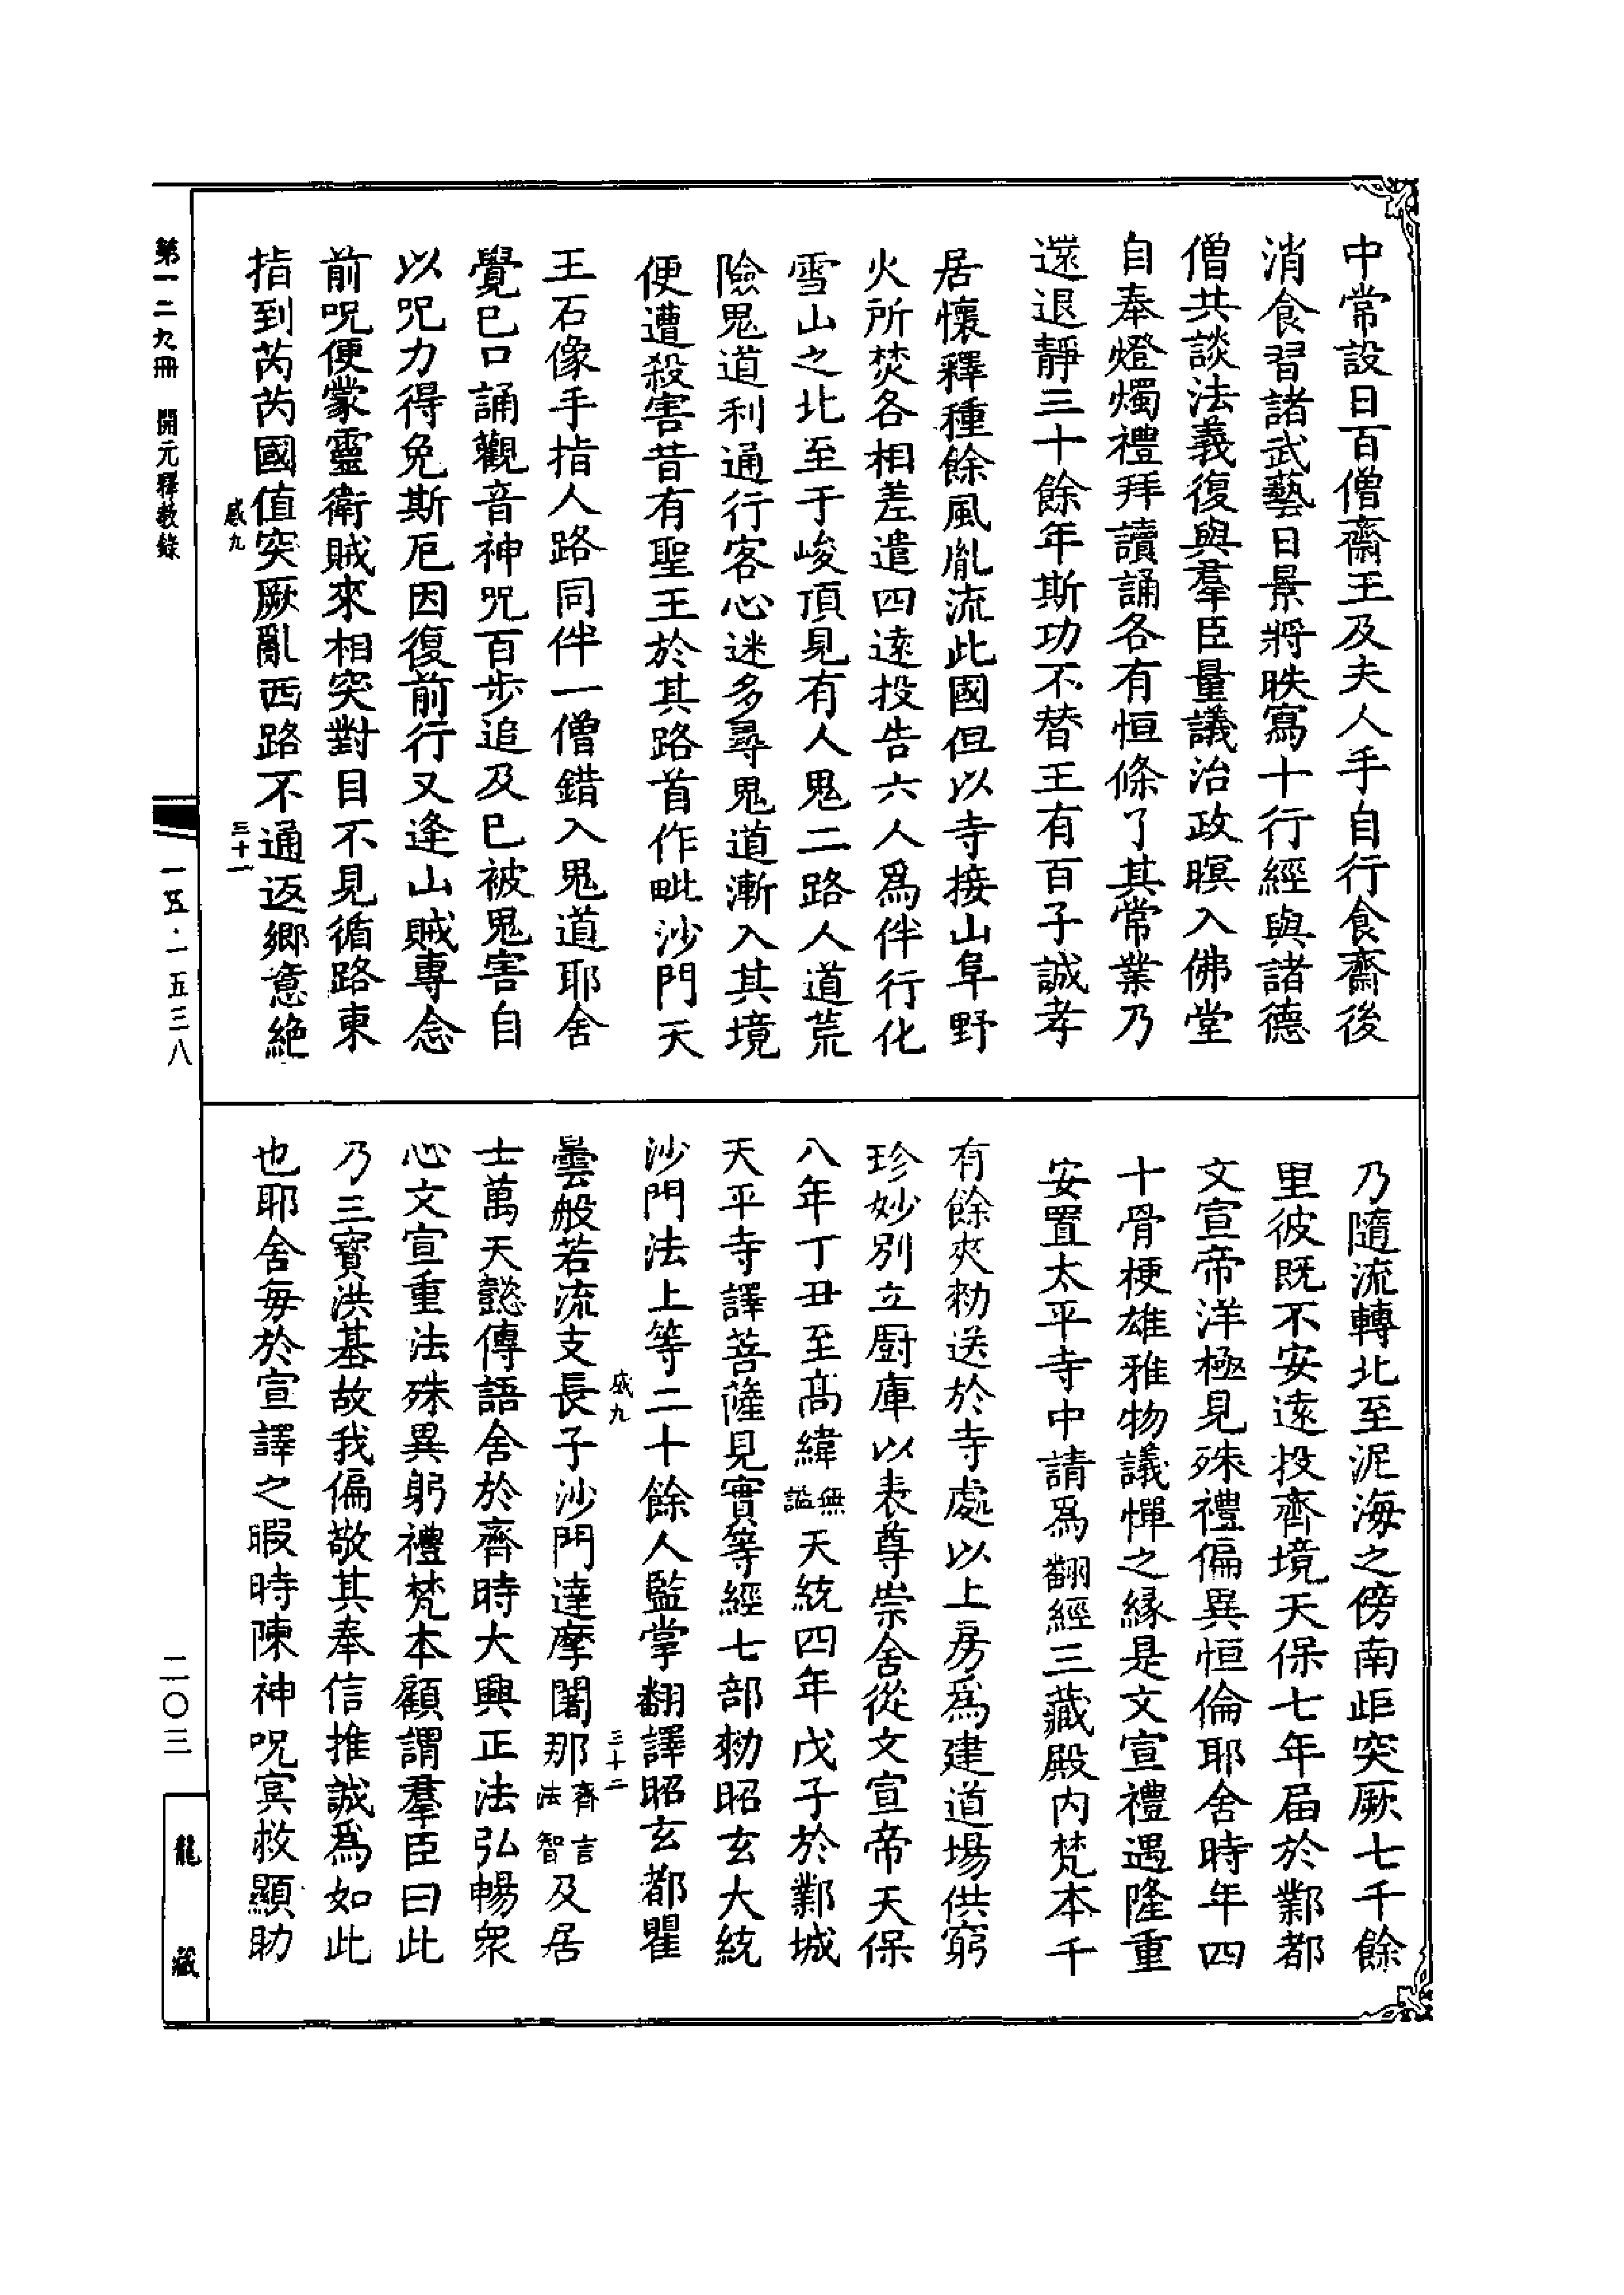 中常設日百僧齋王及夫人手自行食齋後
消食習諸武藝日景將昳寫十行經與諸德
僧共談法義復與羣臣量議治政暝入佛堂
自奉燈燭禮拜讀誦各有恒條了其常業乃
還退靜三十餘年斯功不替王有百子誠孝
居懷釋種餘風胤流此國但以寺接山阜野
火所焚各相差遣四遠投告六人爲伴行化
雪山之北至于峻頂見有人鬼二路人道荒
險鬼道利通行客心迷多尋鬼道漸入其境
便遭殺害昔有聖王於其路首作毗沙門天
王石像手指人路同伴一僧錯入鬼道耶舍
覺已口誦觀音神呪百步追及已被鬼害自
以呪力得免斯厄因復前行又逢山賊專念
前呪便蒙靈衛賊來相突對目不見循路東
指到芮芮國值突厥亂西路不通返鄉意絕
感九
三十一
乃隨流轉北至泥海之傍南岠突厥七千餘
里彼既不安遠投齊境天保七年屆於鄴都
文宣帝洋極見殊禮偏異恒倫耶舍時年四
十骨梗雄雅物議憚之緣是文宣禮遇隆重
安置太平寺中請爲翻經三藏殿內梵本千
有餘夾勅送於寺處以上房爲建道場供窮
珍妙別立厨庫以表尊崇舍從文宣帝天保
八年丁丑至高緯無謚天統四年戊子於鄴城
天平寺譯菩薩見實等經七部勅昭玄大統
沙門法上等二十餘人監掌翻譯昭玄都瞿
感九
三十二
曇般若流支長子沙門達摩闍那齊言法智及居
士萬天懿傳語舍於齊時大興正法弘暢衆
心文宣重法殊異躬禮梵本顧謂羣臣曰此
乃三寶洪基故我偏敬其奉信推誠爲如此
也耶舍每於宣譯之暇時陳神呪冥救顯助
第一二九冊　開元釋教錄
一五·一五三八
二〇三
龍藏